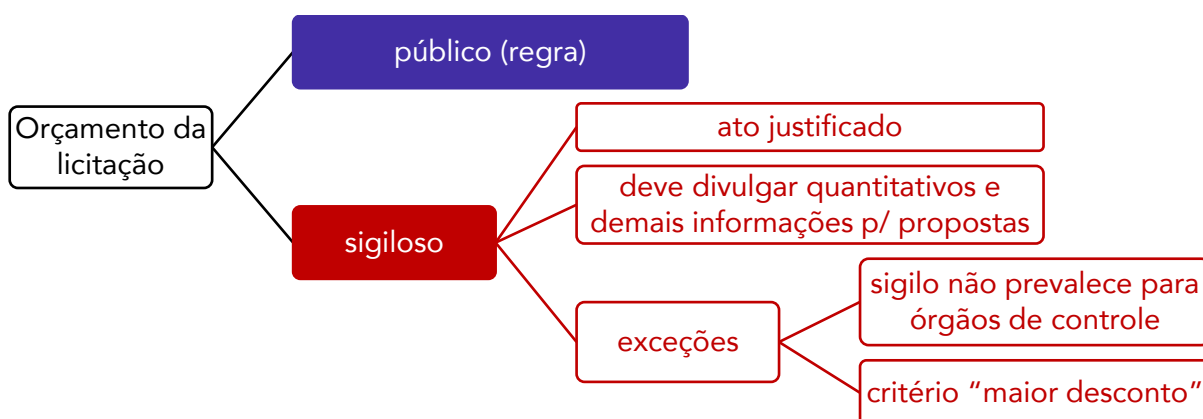 público (regra)
Orçamento da
licitação
sigiloso
ato justificado
deve divulgar quantitativos e
demais informações p/ propostas
exceções
sigilo não prevalece para
órgãos de controle
critério “maior desconto”